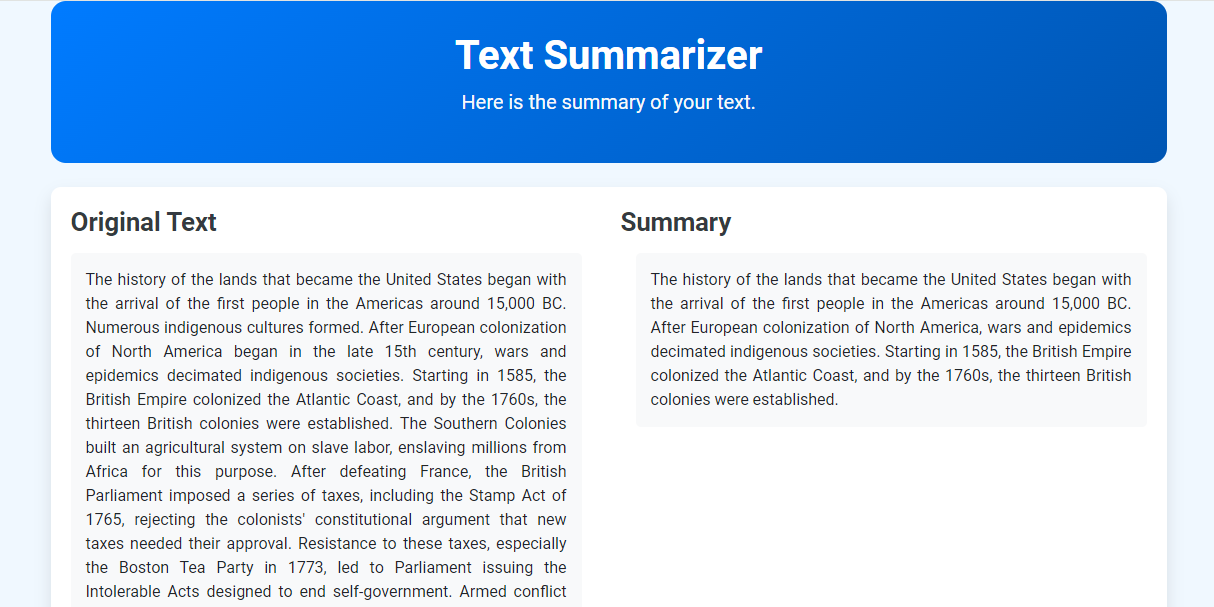 Text Summarizer
Here is the summary of your text.
Original Text
The history of the lands that became the United States began with
the arrival of the first people in the Americas around 15,000 BC.
Numerous indigenous cultures formed. After European colonization
of North America began in the late 15th century, wars and
epidemics decimated indigenous societies. Starting in 1585, the
British Empire colonized the Atlantic Coast, and by the 1760s, the
thirteen British colonies were established. The Southern Colonies
built an agricultural system on slave labor, enslaving millions from
Africa for this purpose. After defeating France, the British
Parliament imposed a series of taxes, including the Stamp Act of
1765, rejecting the colonists' constitutional argument that new
taxes needed their approval. Resistance to these taxes, especially
the Boston Tea Party in 1773, led to Parliament issuing the
Intolerable Acts designed to end self-government. Armed conflict
Summary
The history of the lands that became the United States began with
the arrival of the first people in the Americas around 15,000 BC.
After European colonization of North America, wars and epidemics
decimated indigenous societies. Starting in 1585, the British Empire
colonized the Atlantic Coast, and by the 1760s, the thirteen British
colonies were established.